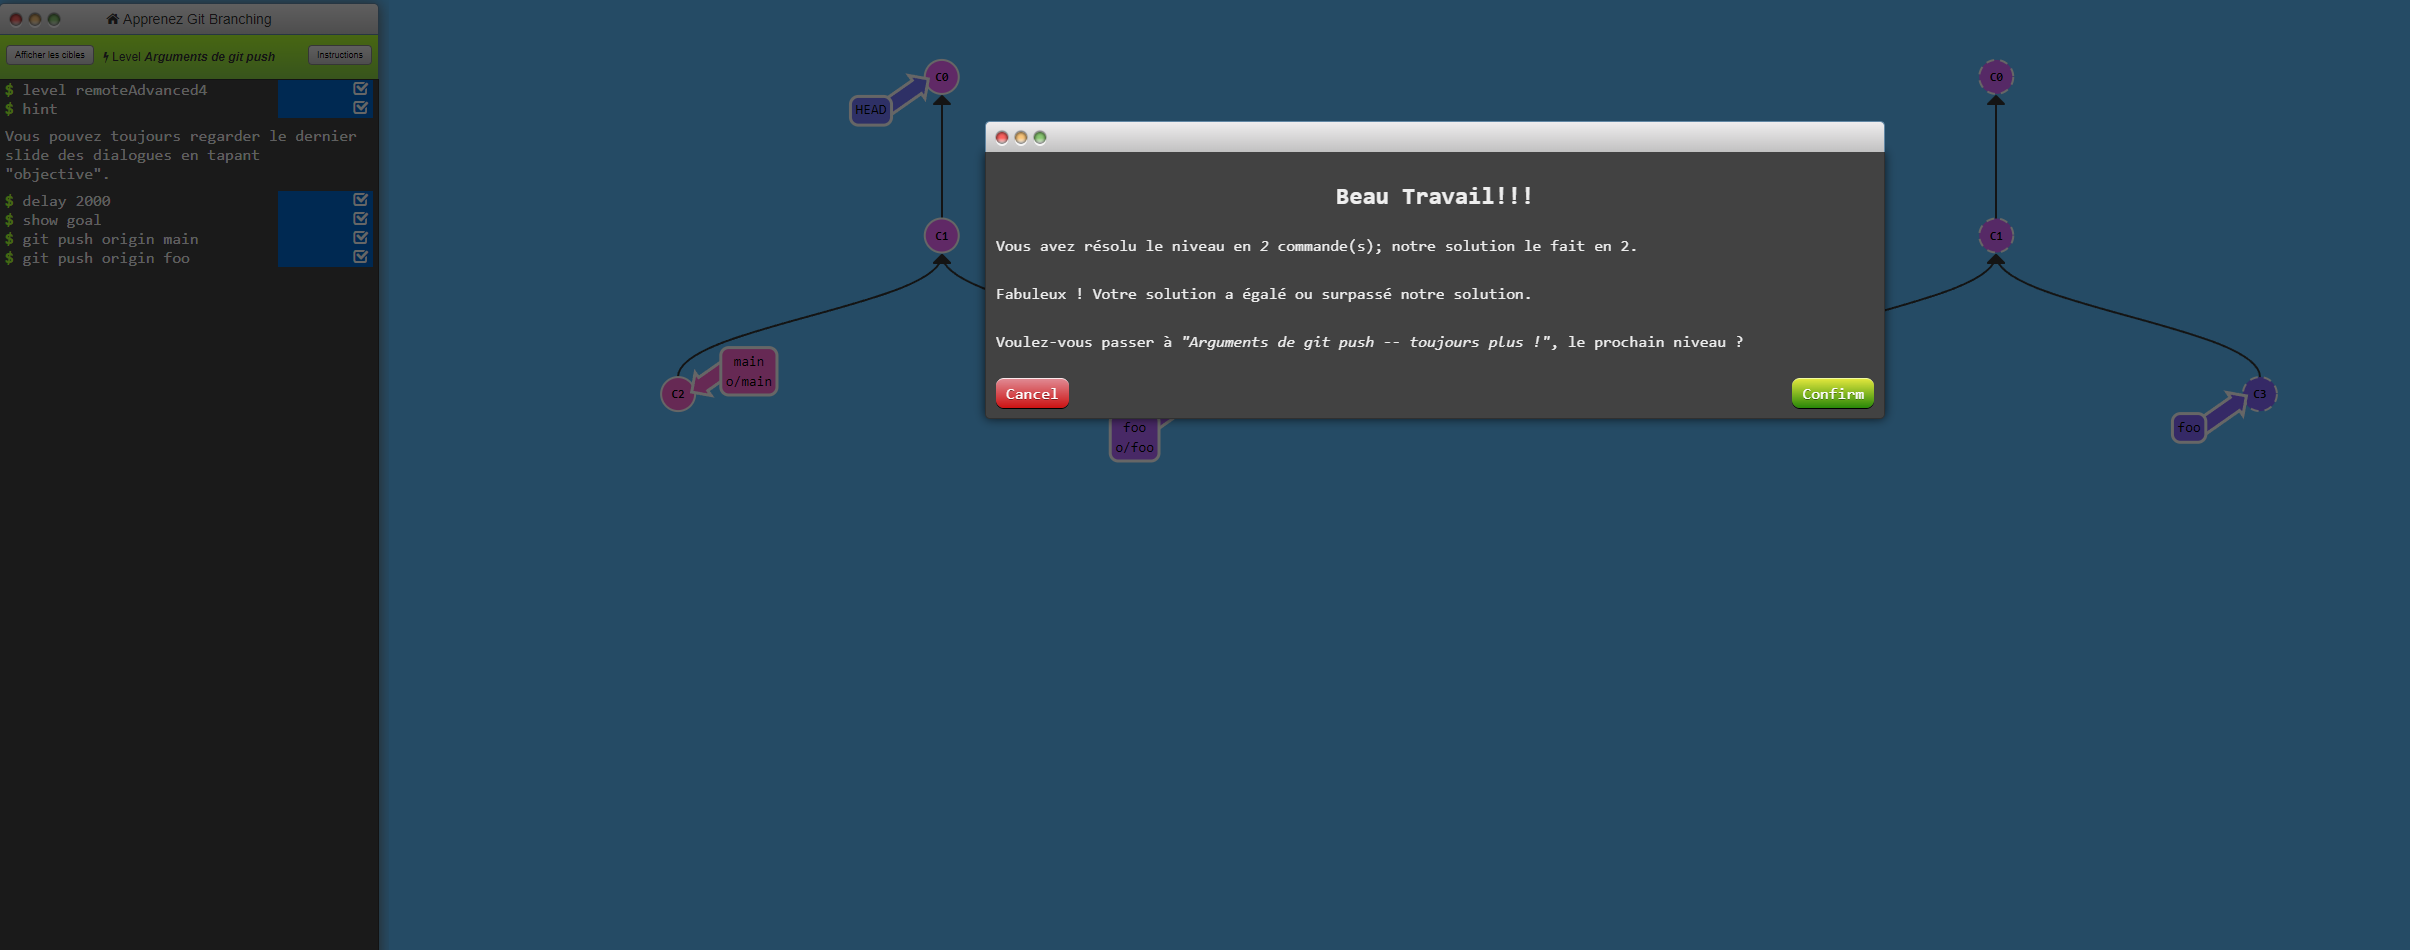 Apprenez Git Branching
Afficher les cibles
Level Arguments de git push
Instructions
$ level remoteAdvanced4
$ hint
Vous pouvez toujours regarder le dernier
slide des dialogues en tapant
"objective".
$ delay 2000
$ show goal
$ git push origin main
$ git push origin foo
C0
HEAD
C1
main
o/main
C2
foo
o/foo
Beau Travail!!!
Vous avez résolu le niveau en 2 commande(s); notre solution le fait en 2.
Fabuleux ! Votre solution a égalé ou surpassé notre solution.
Voulez-vous passer à "Arguments de git push -- toujours plus !", le prochain niveau ?
Cancel
Confirm
C0
C1
C3
foo